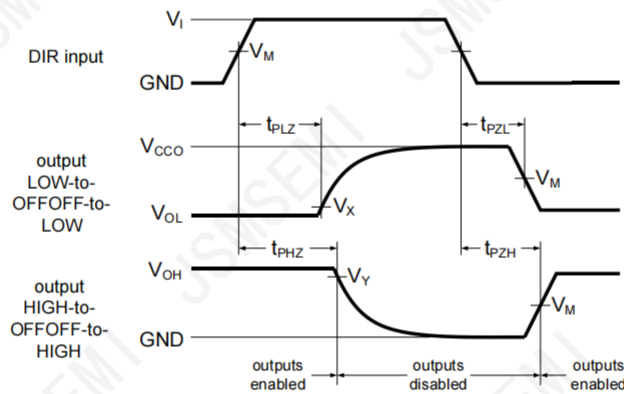 V_I
DIR input
V_M
GND
t_PLZ
t_PZL
V_CCO
output
LOW-to-
OFFOFF-to-
LOW
V_M
V_X
V_OL
t_PHZ
t_PZH
V_OH
V_Y
output
HIGH-to-
OFFOFF-to-
HIGH
V_M
GND
outputs
enabled
outputs
disabled
outputs
enabled
JSMSEMI
JSMSEMI